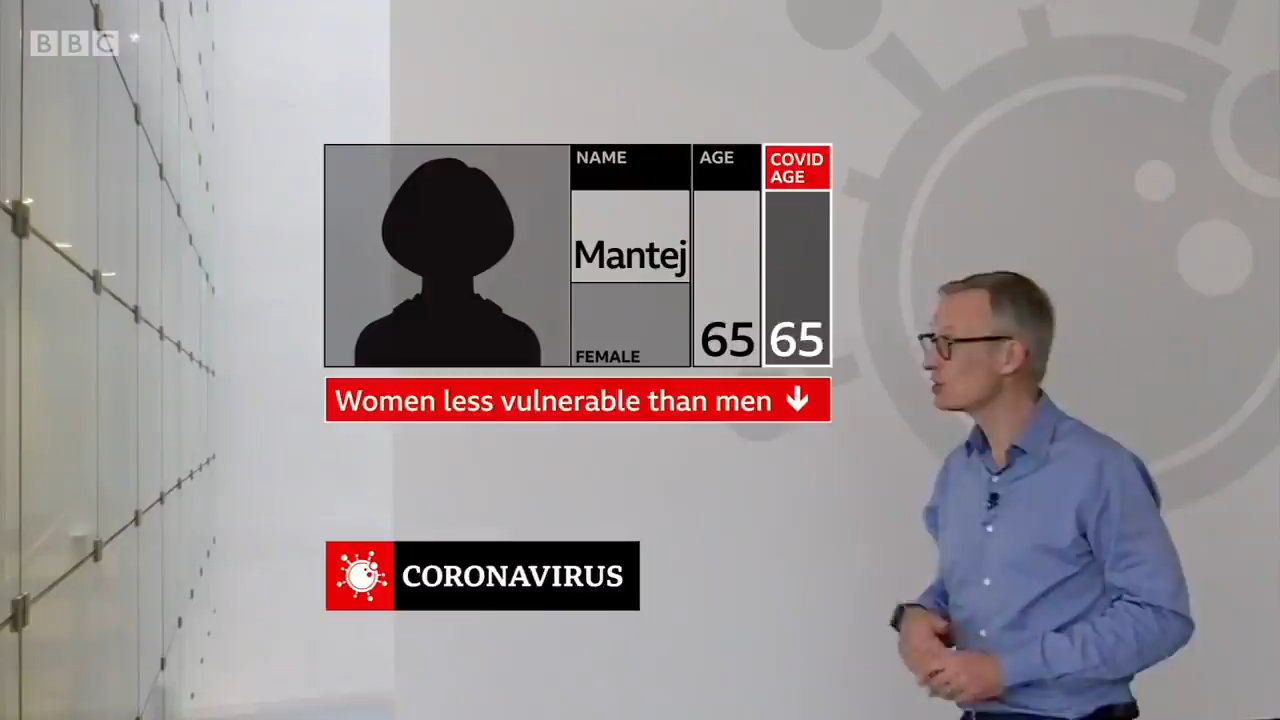 BBC
NAME
AGE
COVID
AGE
Mantej
65
65
FEMALE
Women less vulnerable than men ↓
CORONAVIRUS